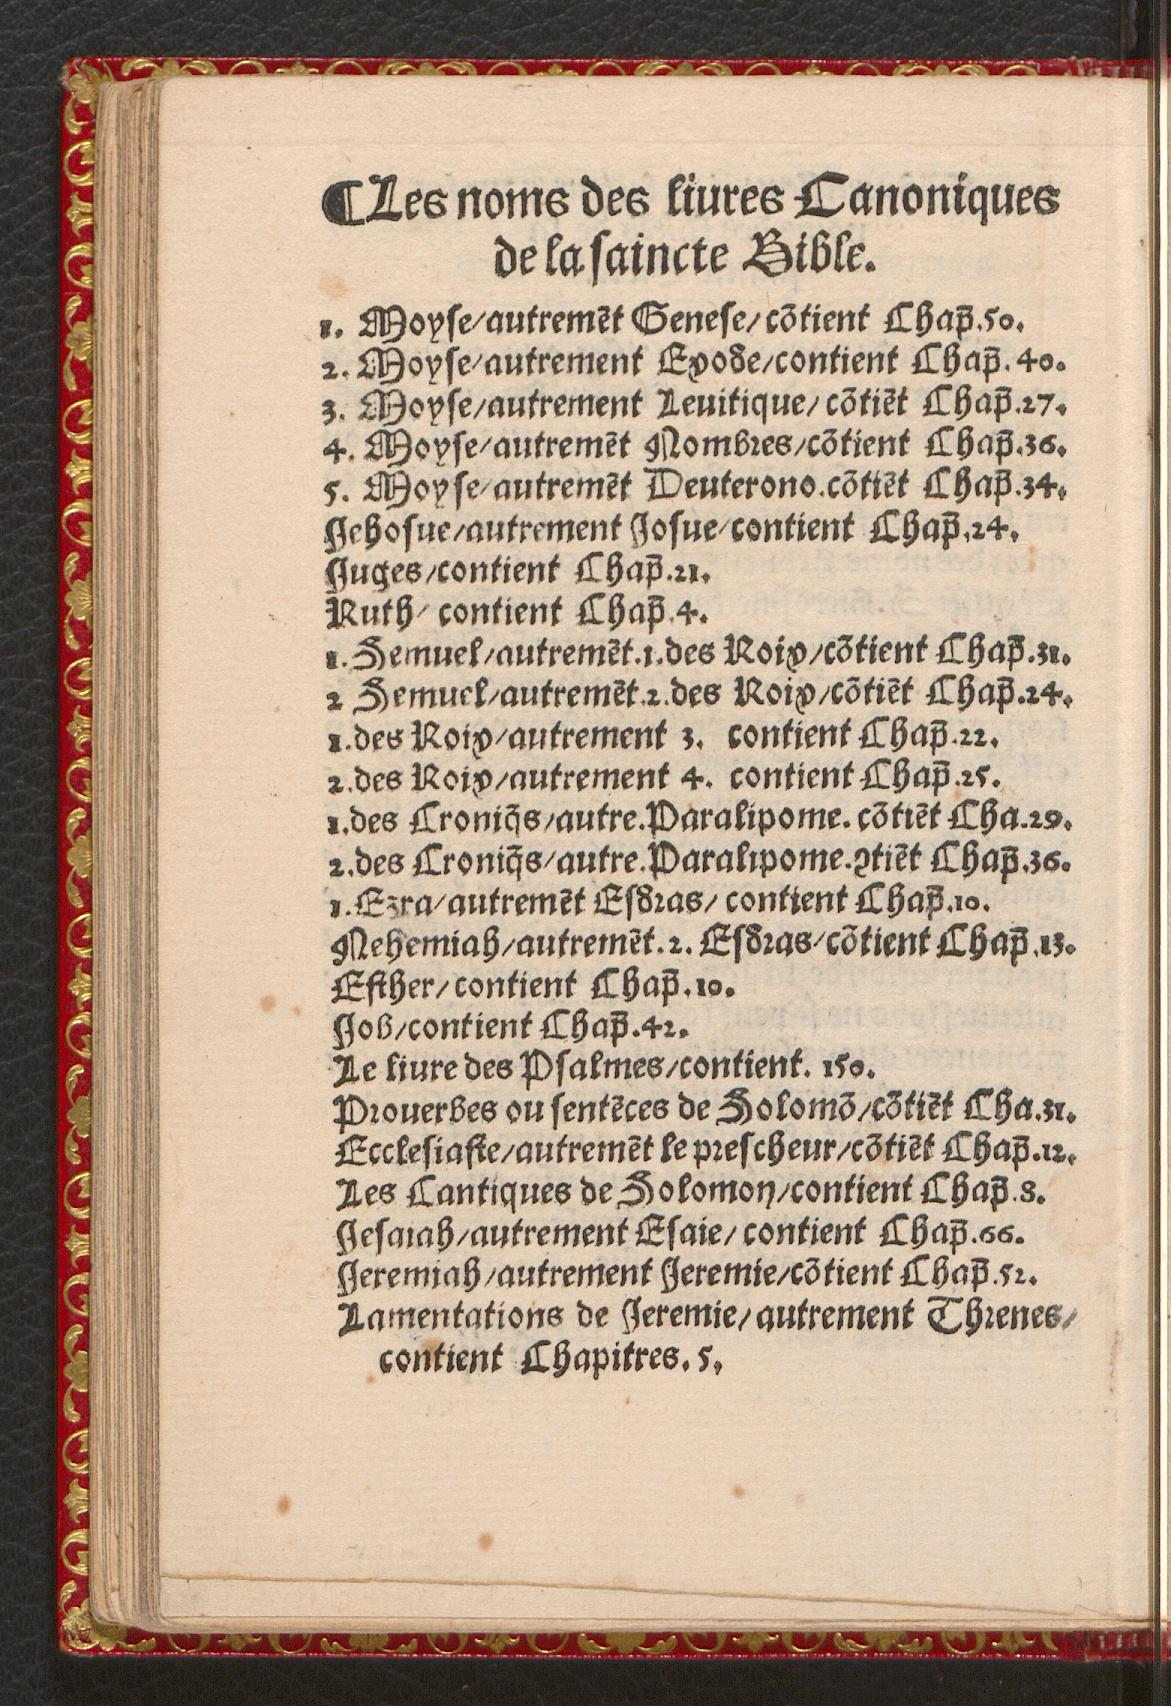 ¶Les noms des liures Canoniques
de la saincte Bible.
1. Moyse/autremēt Genese/cōtient Chap̄.50.
2. Moyse/autrement Exode/contient Chap̄.40.
3. Moyse/autrement Leuitique/cōtiēt Chap̄.27.
4. Moyse/autremēt Nombres/cōtient Chap̄.36.
5. Moyse/autremēt Deuterono.cōtiēt Chap̄.34.
Jehosue/autrement Josue/contient Chap̄.24.
Juges/contient Chap̄.21.
Ruth/ contient Chap̄.4.
1. Semuel/autremēt.1.des Roix/cōtient Chap̄.31.
2 Semuel/autremēt.2.des Roix/cōtiēt Chap̄.24.
1.des Roix/autrement 3. contient Chap̄.22.
2.des Roix/autrement 4. contient Chap̄.25.
1.des Croniq̄s/autre.Paralipome.cōtiēt Cha.29.
2.des Croniq̄s/autre.Paralipome.ꝯtiēt Chap̄.36.
1.Ezra/autremēt Esdras/ contient Chap̄.10.
Nehemiah/autremēt.2. Esdras/cōtient Chap̄.13.
Esther/contient Chap̄.10.
Job/contient Chap̄.42.
Le liure des Psalmes/contient. 150.
Prouerbes ou sentēces de Solomō/cōtiēt Cha.31.
Ecclesiaste/autremēt le prescheur/cōtiēt Chap̄.12.
Les Cantiques de Solomon/contient Chap̄.8.
Jesaiah/autrement Esaie/ contient Chap̄.66.
Jeremiah/autrement Jeremie/cōtient Chap̄.52.
Lamentations de Jeremie/autrement Threnes/
contient Chapitres. 5.